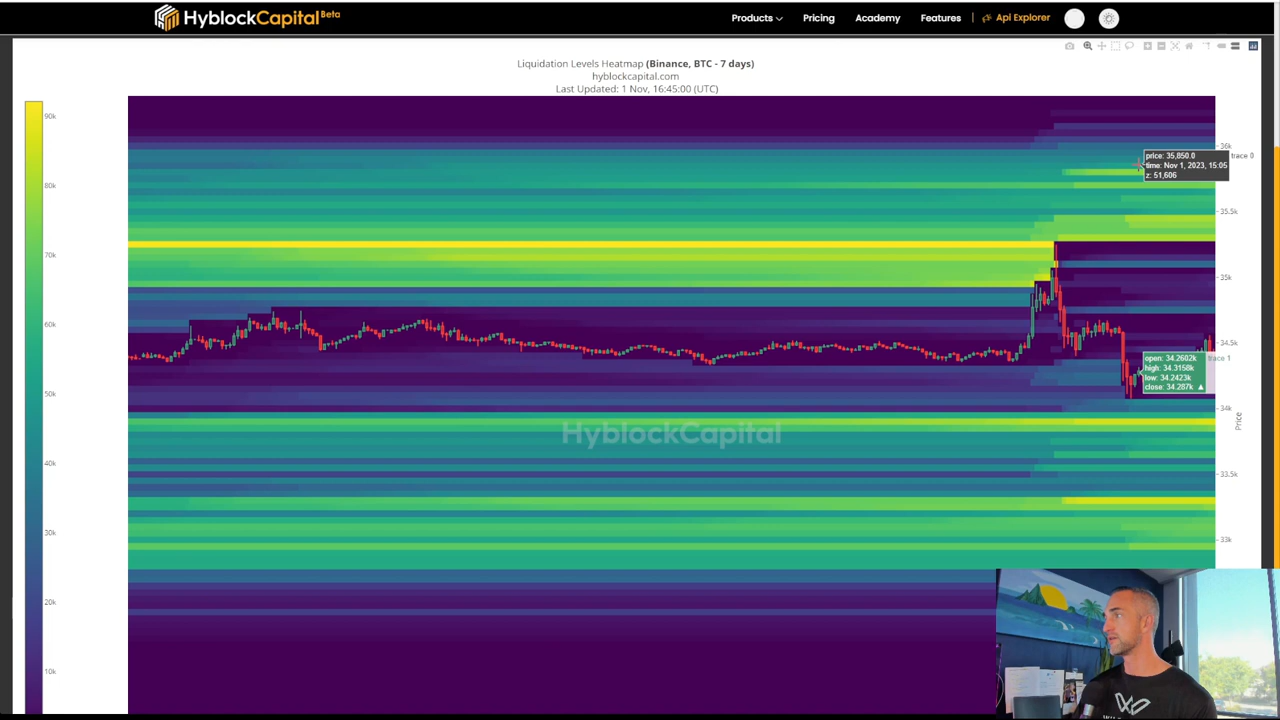 HyblockCapital Beta
Products Pricing Academy Features Api Explorer
Liquidation Levels Heatmap (Binance, BTC - 7 days)
hyblockcapital.com
Last Updated: 1 Nov, 16:45:00 (UTC)
90k
80k
70k
60k
50k
40k
30k
20k
10k
36k
35.5k
35k
34.5k
34k
33.5k
33k
Price
price: 35,850.0
time: Nov 1, 2023, 15:05
z: 51,606
trace 0
open: 34.2602k
high: 34.3158k
low: 34.2423k
close: 34.287k ▲
trace 1
HyblockCapital